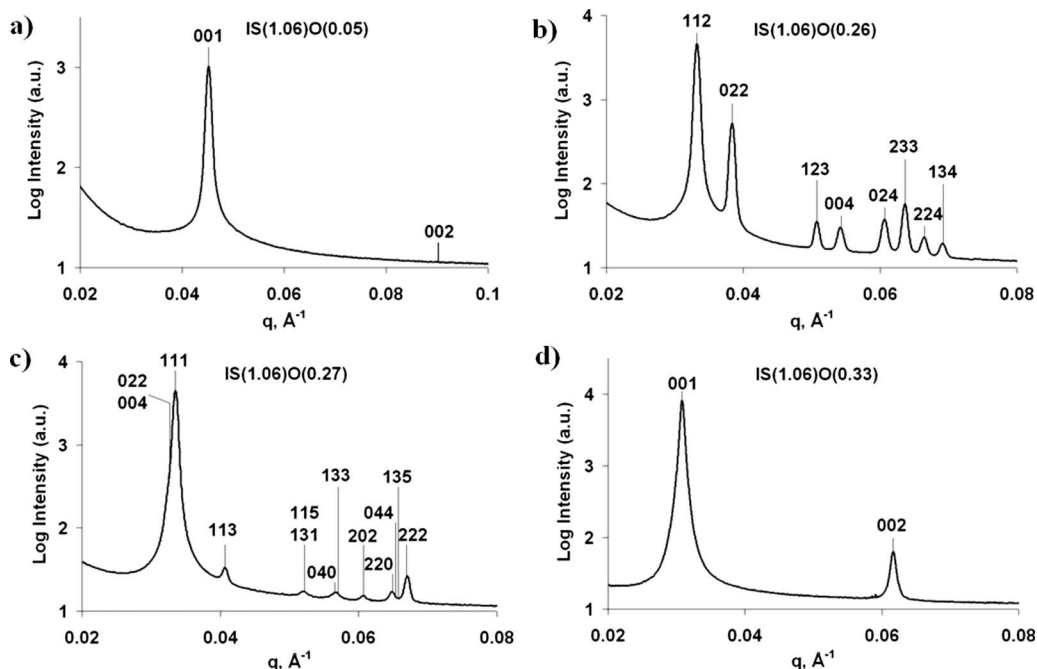 a)
IS(1.06)O(0.05)
001
002
Log Intensity (a.u.)
3
2
1
0.02 0.04 0.06 0.08 0.1
q, Å-1
b)
IS(1.06)O(0.26)
112
022
123
004
024
233
224
134
Log Intensity (a.u.)
4
3
2
1
0.02 0.04 0.06 0.08
q, Å-1
c)
IS(1.06)O(0.27)
111
022
004
113
115
131
040
133
202
044
220
135
222
Log Intensity (a.u.)
4
3
2
1
0.02 0.04 0.06 0.08
q, Å-1
d)
IS(1.06)O(0.33)
001
002
Log Intensity (a.u.)
4
3
2
1
0.02 0.04 0.06 0.08
q, Å-1